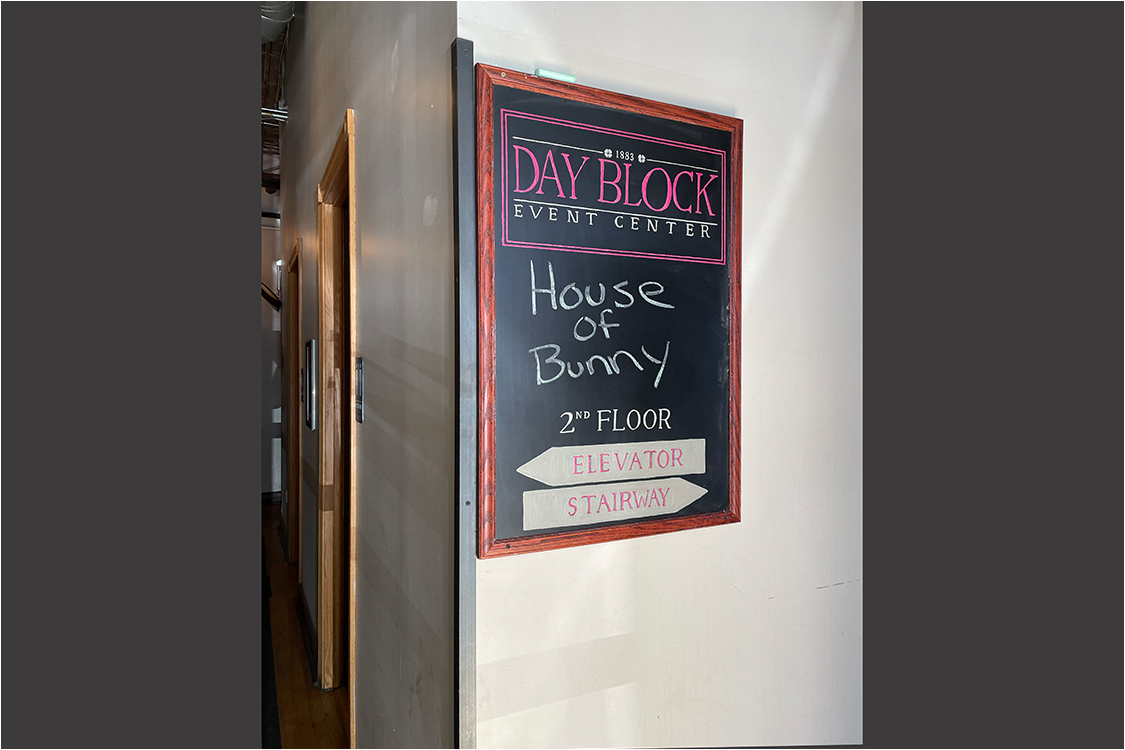 1883
DAY BLOCK
EVENT CENTER
House
of
Bunny
2ND FLOOR
ELEVATOR
STAIRWAY